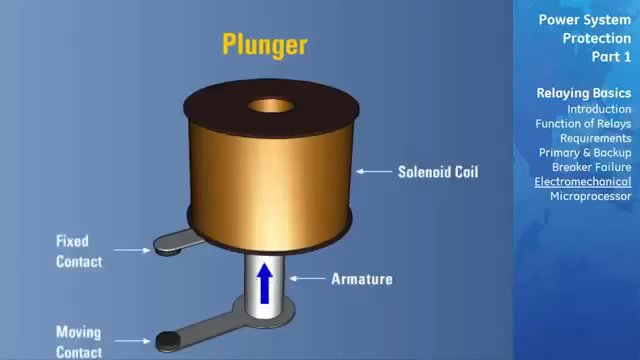 Plunger
Solenoid Coil
Fixed
Contact
Armature
Moving
Contact
Power System
Protection
Part 1
Relaying Basics
Introduction
Function of Relays
Requirements
Primary & Backup
Breaker Failure
Electromechanical
Microprocessor